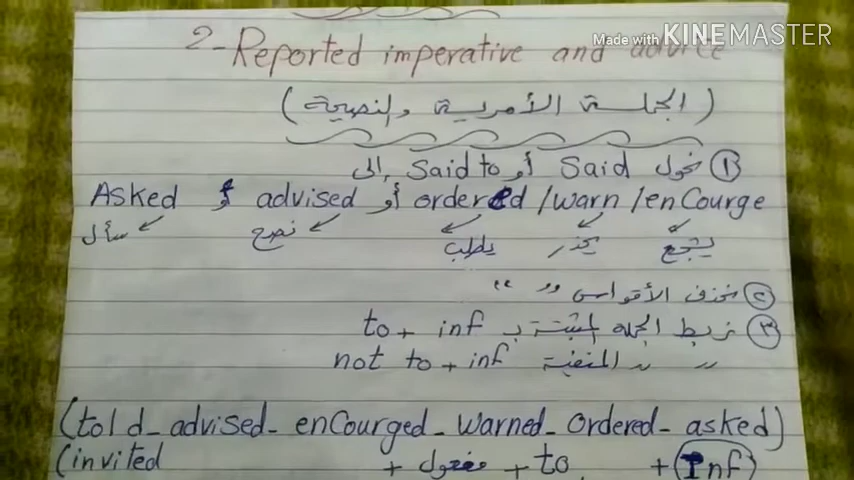 Made with KINEMASTER
2- Reported imperative and advice
(الجملة الأمرية والنصيحة)
① نحول Said أو Said to إلى
Asked أو advised أو ordered / warn / enCourge
سأل نصح يطلب يحذر يشجع
② نحذف الأقواس " "
③ نربط الجملة المثبتة بـ to + inf
" " المنفية not to + inf
(told - advised - enCourged - warned - ordered - asked)
(invited + مفعول + to + Inf)